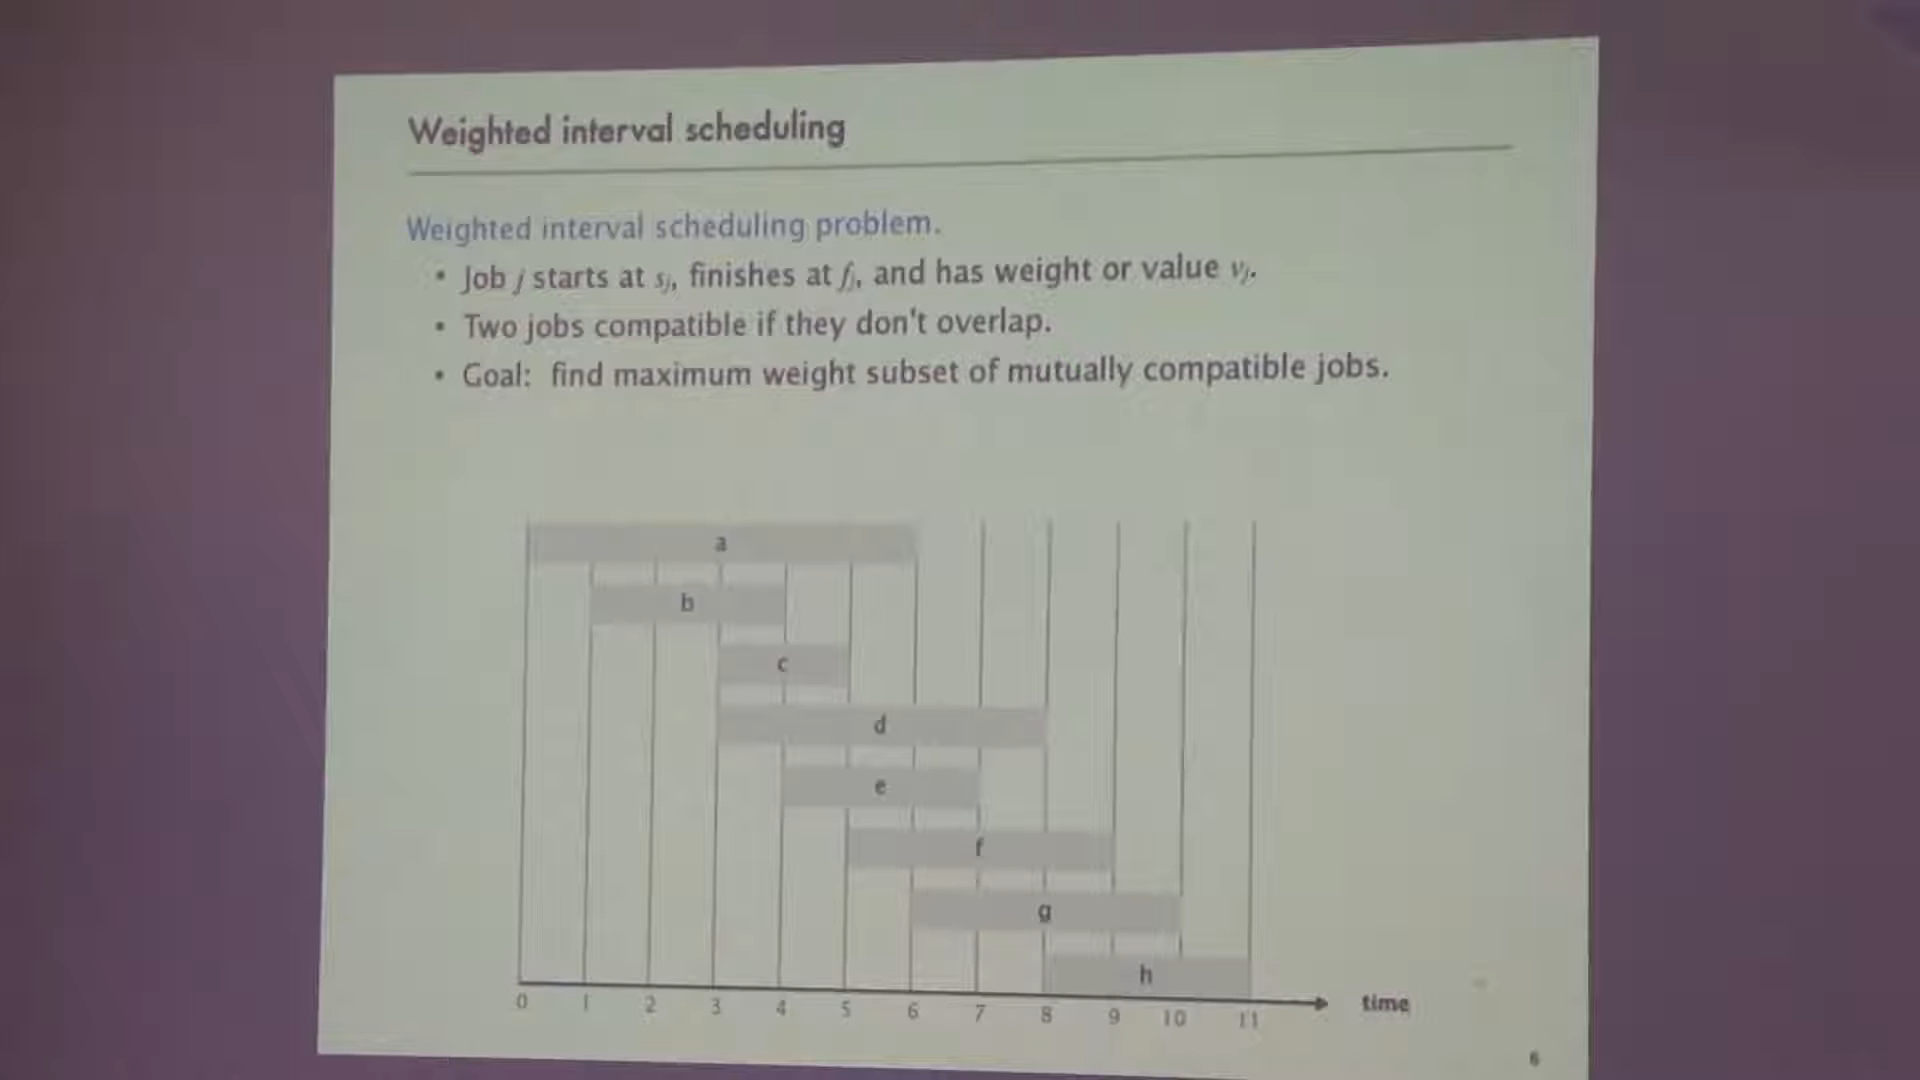 Weighted interval scheduling
Weighted interval scheduling problem.
• Job j starts at sj, finishes at fj, and has weight or value vj.
• Two jobs compatible if they don't overlap.
• Goal: find maximum weight subset of mutually compatible jobs.
a
b
c
d
e
f
g
h
0 1 2 3 4 5 6 7 8 9 10 11 time
6